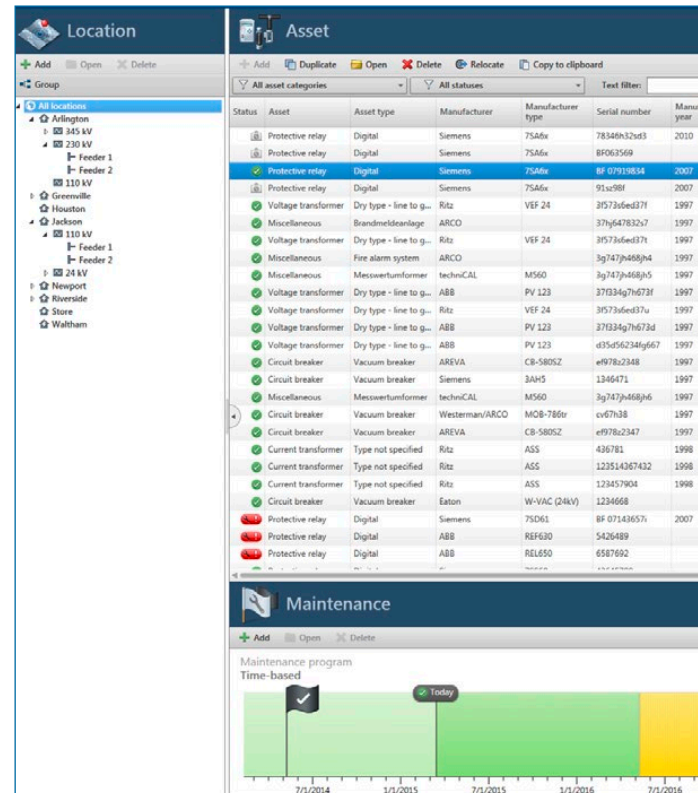 Location
Add Open Delete
Group
All locations
Arlington
345 kV
230 kV
Feeder 1
Feeder 2
110 kV
Greenville
Houston
Jackson
110 kV
Feeder 1
Feeder 2
24 kV
Newport
Riverside
Store
Waltham
Asset
Add Duplicate Open Delete Relocate Copy to clipboard
All asset categories All statuses Text filter:
Status Asset Asset type Manufacturer Manufacturer type Serial number Manu year
Protective relay Digital Siemens 7SA6x 78346h32sd3 2010
Protective relay Digital Siemens 7SA6x BF063569
Protective relay Digital Siemens 7SA6x BF 07919834 2007
Protective relay Digital Siemens 7SA6x 91sz98f 2007
Voltage transformer Dry type - line to g... Ritz VEF 24 3f573s6ed37f 1997
Miscellaneous Brandmeldeanlage ARCO 37hj647832s7 1997
Voltage transformer Dry type - line to g... Ritz VEF 24 3f573s6ed37t 1997
Miscellaneous Fire alarm system ARCO 3g747jh468jh4 1997
Miscellaneous Messwertumformer techniCAL M560 3g747jh468jh5 1997
Voltage transformer Dry type - line to g... ABB PV 123 37f334g7h673f 1997
Voltage transformer Dry type - line to g... Ritz VEF 24 3f573s6ed37u 1997
Voltage transformer Dry type - line to g... ABB PV 123 37f334g7h673d 1997
Voltage transformer Dry type - line to g... ABB PV 123 d35d56234fg667 1997
Circuit breaker Vacuum breaker AREVA CB-580SZ ef978z2348 1997
Circuit breaker Vacuum breaker Siemens 3AH5 1346471 1997
Miscellaneous Messwertumformer techniCAL M560 3g747jh468jh6 1997
Circuit breaker Vacuum breaker Westerman/ARCO MOB-786tr cv67h38 1997
Circuit breaker Vacuum breaker AREVA CB-580SZ ef978z2347 1997
Current transformer Type not specified Ritz ASS 436781 1998
Current transformer Type not specified Ritz ASS 123514367432 1998
Current transformer Type not specified Ritz ASS 123457904 1998
Circuit breaker Vacuum breaker Eaton W-VAC (24kV) 1234668
Protective relay Digital Siemens 7SD61 BF 07143657i 2007
Protective relay Digital ABB REF630 5426489
Protective relay Digital ABB REL650 6587692
Maintenance
Add Open Delete
Maintenance program
Time-based
Today
7/1/2014 1/1/2015 7/1/2015 1/1/2016 7/1/2016